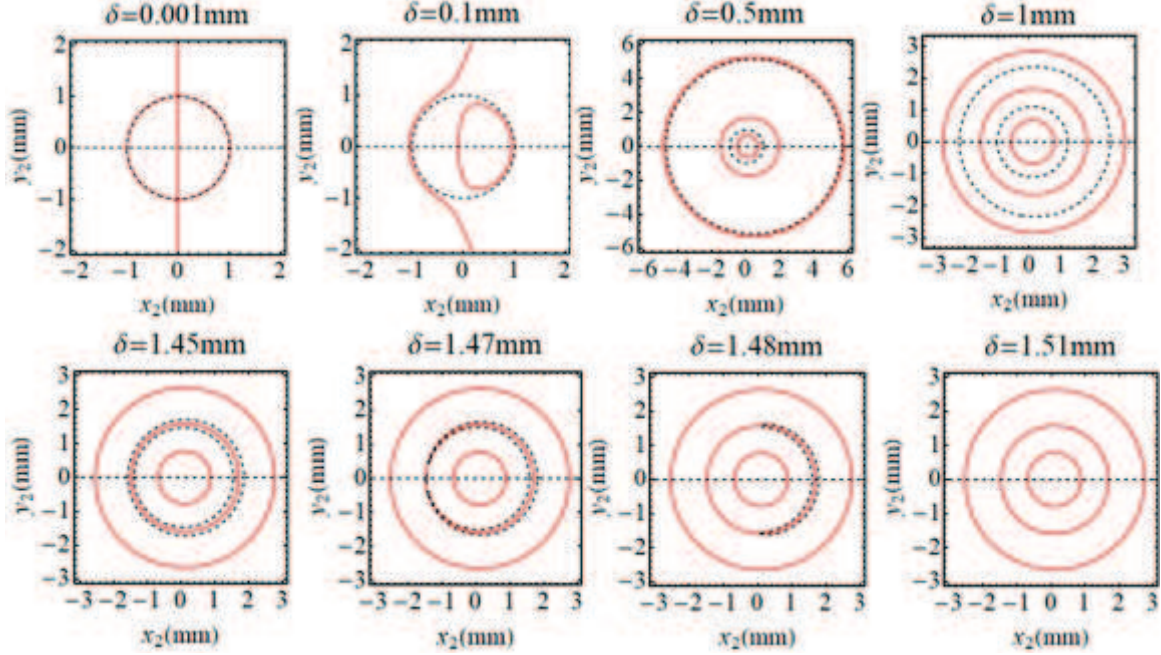 δ=0.001mm δ=0.1mm δ=0.5mm δ=1mm
2 2 6 3
1 1 4 2
2 1
0 0 0 0
−2 −1
−1 −1 −4 −2
−2 −2 −6 −3
−2 −1 0 1 2 −2 −1 0 1 2 −6 −4 −2 0 2 4 6 −3 −2 −1 0 1 2 3
y₂(mm) y₂(mm) y₂(mm) y₂(mm)
x₂(mm) x₂(mm) x₂(mm) x₂(mm)
δ=1.45mm δ=1.47mm δ=1.48mm δ=1.51mm
3 3 3 3
2 2 2 2
1 1 1 1
0 0 0 0
−1 −1 −1 −1
−2 −2 −2 −2
−3 −3 −3 −3
−3 −2 −1 0 1 2 3 −3 −2 −1 0 1 2 3 −3 −2 −1 0 1 2 3 −3 −2 −1 0 1 2 3
y₂(mm) y₂(mm) y₂(mm) y₂(mm)
x₂(mm) x₂(mm) x₂(mm) x₂(mm)